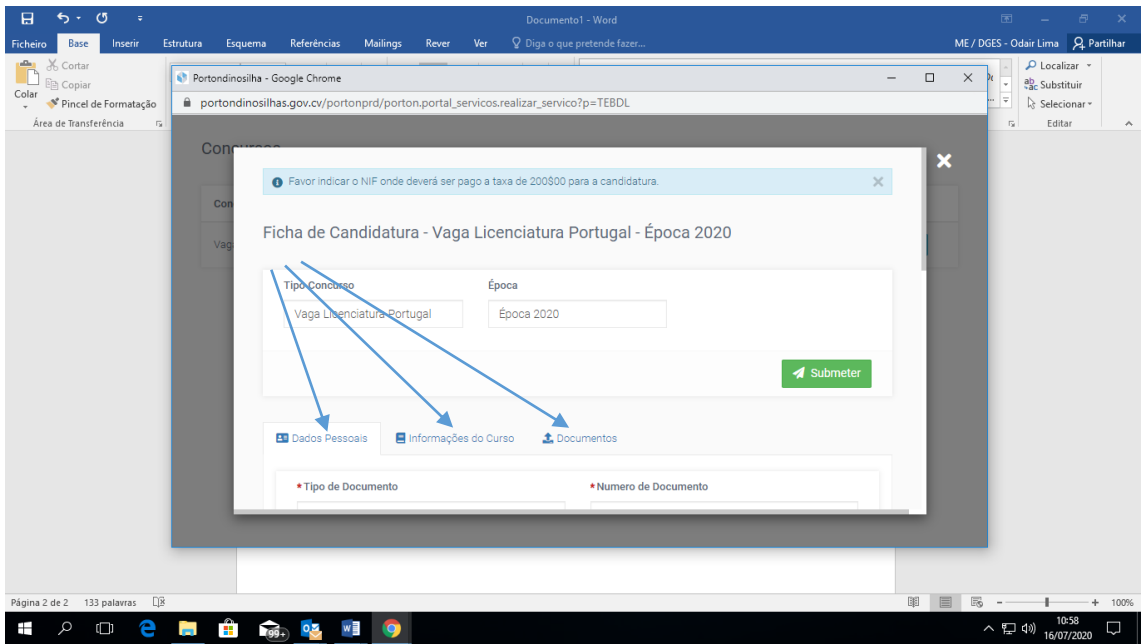 Documento1 - Word
Ficheiro Base Inserir Estrutura Esquema Referências Mailings Rever Ver Diga o que pretende fazer... ME / DGES - Odair Lima Partilhar
Cortar
Copiar
Colar
Pincel de Formatação
Área de Transferência
Localizar
Substituir
Selecionar
Editar
Portondinosilha - Google Chrome
portondinosilhas.gov.cv/portonprd/porton.portal_servicos.realizar_servico?p=TEBDL
Con
Vag
Favor indicar o NIF onde deverá ser pago a taxa de 200$00 para a candidatura.
Ficha de Candidatura - Vaga Licenciatura Portugal - Época 2020
Tipo Concurso Época
Vaga Licenciatura Portugal Época 2020
Submeter
Dados Pessoais Informações do Curso Documentos
*Tipo de Documento *Numero de Documento
Página 2 de 2 133 palavras 100%
99+
10:58
16/07/2020